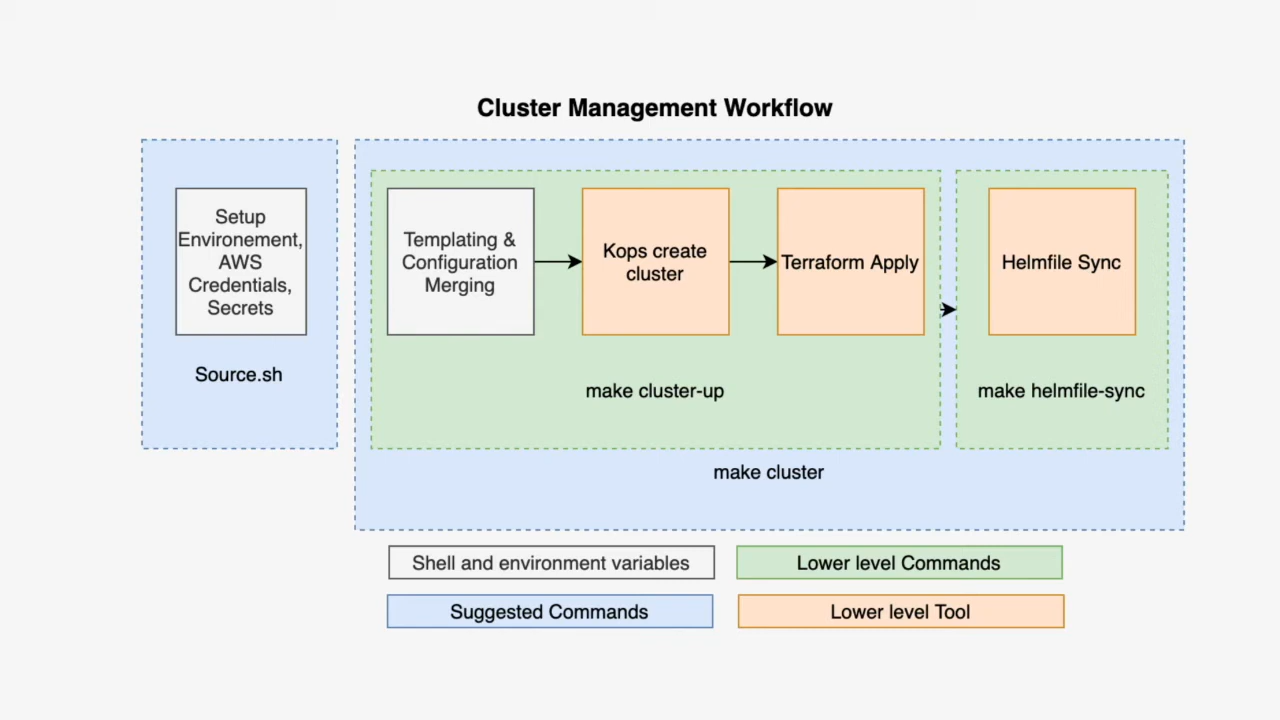 Cluster Management Workflow
Setup
Environement,
AWS
Credentials,
Secrets
Source.sh
Templating &
Configuration
Merging
Kops create
cluster
Terraform Apply
make cluster-up
Helmfile Sync
make helmfile-sync
make cluster
Shell and environment variables
Lower level Commands
Suggested Commands
Lower level Tool